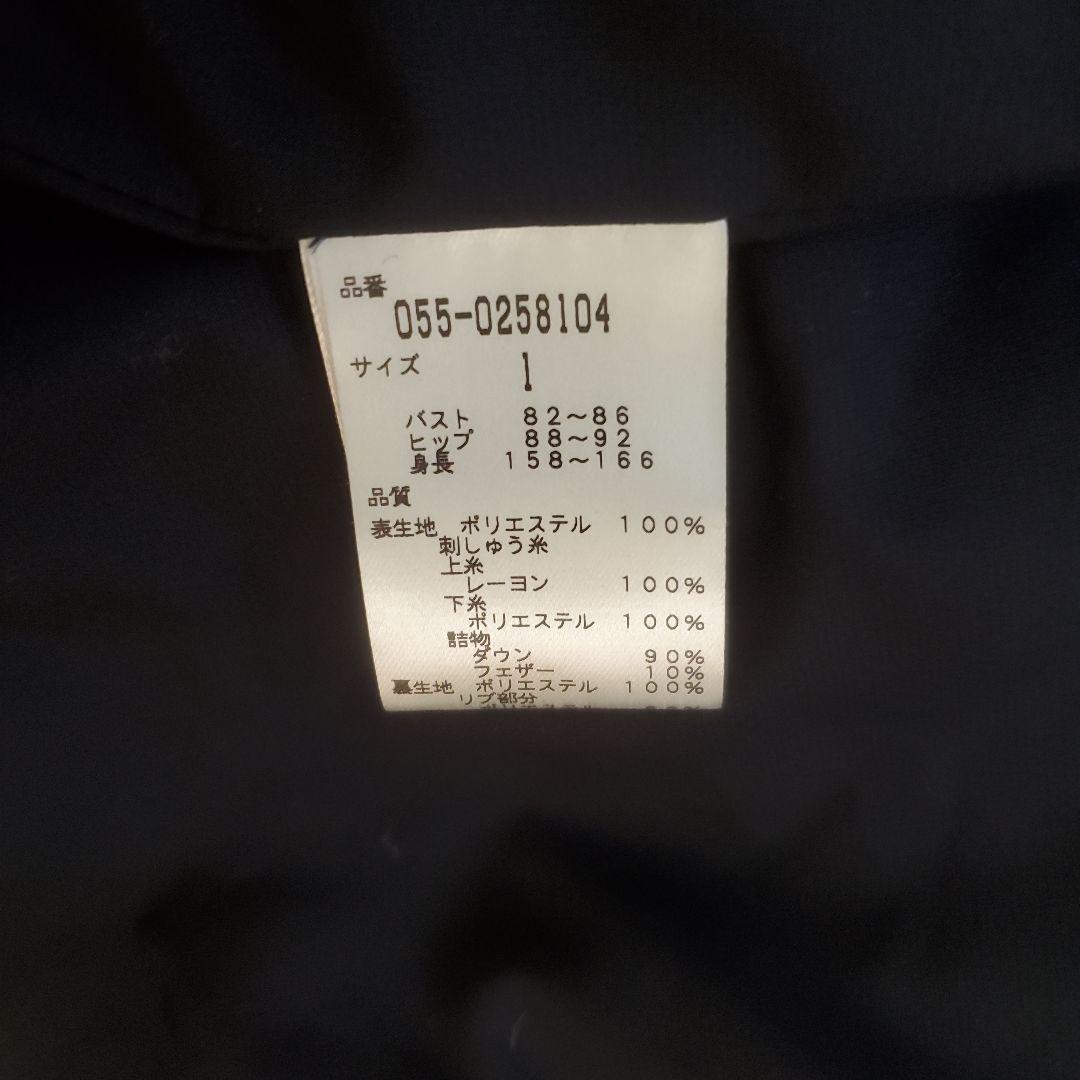 品番
055-0258104
サイズ 1
バスト 82～86
ヒップ 88～92
身長 158～166
品質
表生地 ポリエステル 100%
刺しゅう糸
上糸
レーヨン 100%
下糸
ポリエステル 100%
詰物
ダウン 90%
フェザー 10%
裏生地 ポリエステル 100%
リブ部分